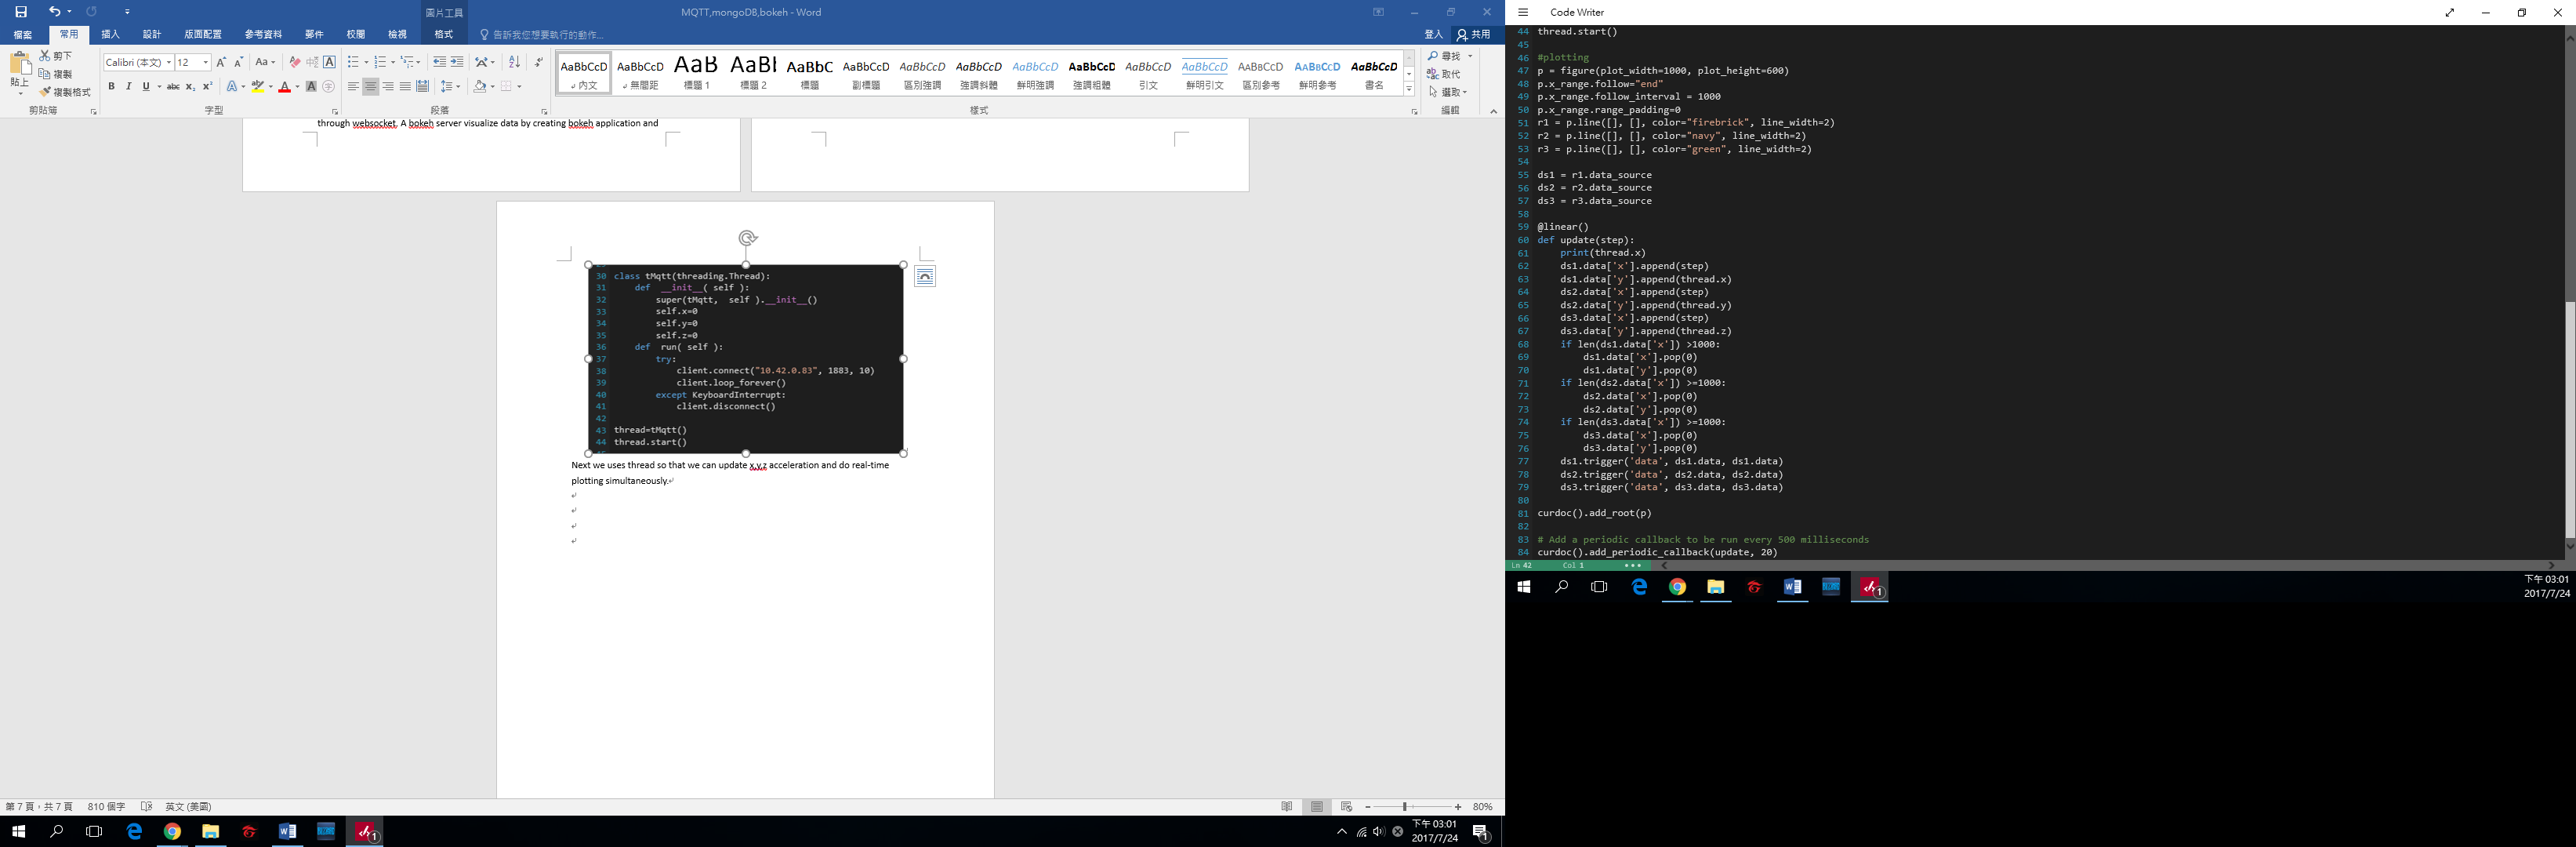 圖片工具
MQTT,mongoDB,bokeh - Word
檔案 常用 插入 設計 版面配置 參考資料 郵件 校閱 檢視 格式 告訴我您想要執行的動作... 登入 共用
貼上
剪下
複製
複製格式
剪貼簿
Calibri (本文) 12
B I U abc x₂ x²
字型
段落
AaBbCcD AaBbCcD AaB AaBl AaBbC AaBbCcD AaBbCcD AaBbCcD AaBbCcD AaBbCcD AaBbCcD AaBbCcD AaBbCcD AaBbCcD AaBbCcD
內文 無間距 標題 1 標題 2 標題 副標題 區別強調 強調斜體 鮮明強調 強調粗體 引文 鮮明引文 區別參考 鮮明參考 書名
樣式
尋找
取代
選取
編輯
through websocket. A bokeh server visualize data by creating bokeh application and
30 class tMqtt(threading.Thread):
31     def  __init__( self ):
32         super(tMqtt,  self ).__init__()
33         self.x=0
34         self.y=0
35         self.z=0
36     def  run( self ):
37         try:
38             client.connect("10.42.0.83", 1883, 10)
39             client.loop_forever()
40         except KeyboardInterrupt:
41             client.disconnect()
42
43 thread=tMqtt()
44 thread.start()
Next we uses thread so that we can update x,y,z acceleration and do real-time
plotting simultaneously.
第 7 頁，共 7 頁 810 個字 英文 (美國) 80%
下午 03:01
2017/7/24
Code Writer
44 thread.start()
45
46 #plotting
47 p = figure(plot_width=1000, plot_height=600)
48 p.x_range.follow="end"
49 p.x_range.follow_interval = 1000
50 p.x_range.range_padding=0
51 r1 = p.line([], [], color="firebrick", line_width=2)
52 r2 = p.line([], [], color="navy", line_width=2)
53 r3 = p.line([], [], color="green", line_width=2)
54
55 ds1 = r1.data_source
56 ds2 = r2.data_source
57 ds3 = r3.data_source
58
59 @linear()
60 def update(step):
61     print(thread.x)
62     ds1.data['x'].append(step)
63     ds1.data['y'].append(thread.x)
64     ds2.data['x'].append(step)
65     ds2.data['y'].append(thread.y)
66     ds3.data['x'].append(step)
67     ds3.data['y'].append(thread.z)
68     if len(ds1.data['x']) >1000:
69         ds1.data['x'].pop(0)
70         ds1.data['y'].pop(0)
71     if len(ds2.data['x']) >=1000:
72         ds2.data['x'].pop(0)
73         ds2.data['y'].pop(0)
74     if len(ds3.data['x']) >=1000:
75         ds3.data['x'].pop(0)
76         ds3.data['y'].pop(0)
77     ds1.trigger('data', ds1.data, ds1.data)
78     ds2.trigger('data', ds2.data, ds2.data)
79     ds3.trigger('data', ds3.data, ds3.data)
80
81 curdoc().add_root(p)
82
83 # Add a periodic callback to be run every 500 milliseconds
84 curdoc().add_periodic_callback(update, 20)
Ln 42 Col 1
下午 03:01
2017/7/24